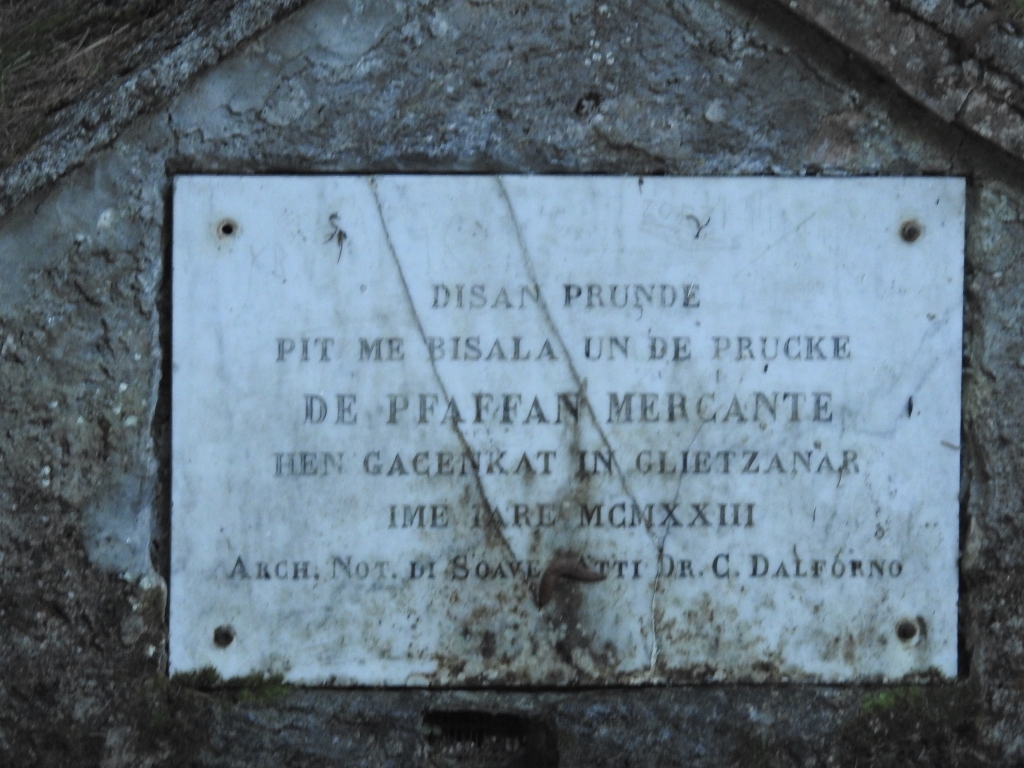 DISAN PRUNDE
PIT ME BISALA UN DE PRUCKE
DE PFAFFAN MERCANTE
HEN GACENKAT IN GLIETZANAR
IME JARE MCMXXIII
ARCH. NOT. DI SOAVE ATTI DR. C. DALFORNO